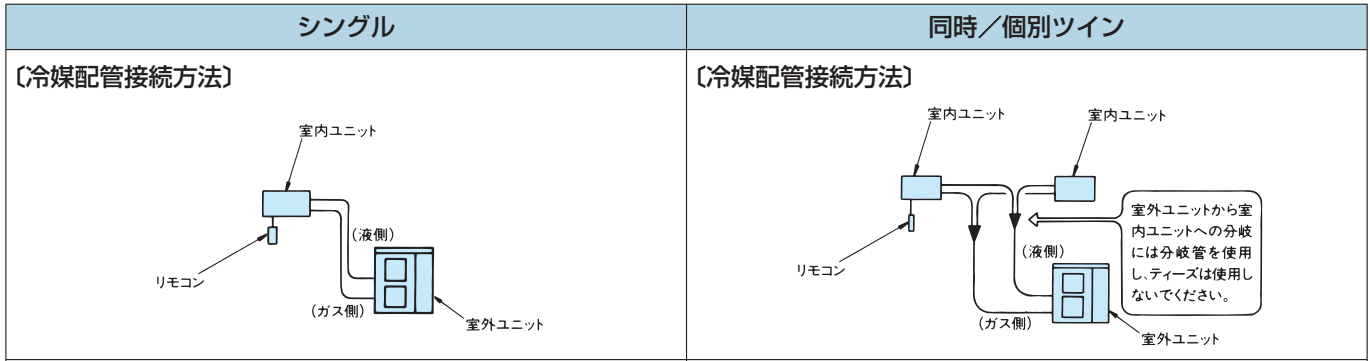 シングル
〔冷媒配管接続方法〕
室内ユニット
(液側)
リモコン
(ガス側)
室外ユニット
同時／個別ツイン
〔冷媒配管接続方法〕
室内ユニット
室内ユニット
室外ユニットから室
内ユニットへの分岐
には分岐管を使用
し、ティーズは使用し
ないでください。
(液側)
リモコン
(ガス側)
室外ユニット